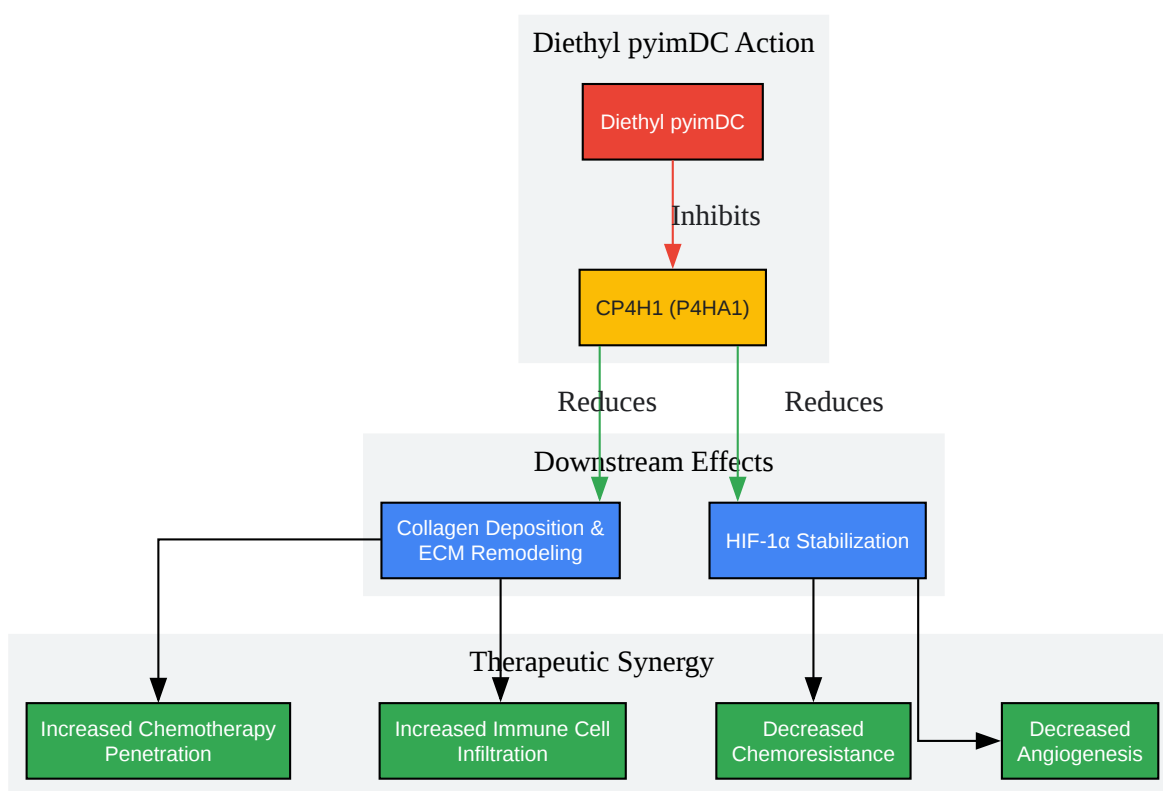 Diethyl pyimDC Action
Diethyl pyimDC
Inhibits
CP4H1 (P4HA1)
Reduces
Reduces
Downstream Effects
Collagen Deposition &
ECM Remodeling
HIF-1α Stabilization
Therapeutic Synergy
Increased Chemotherapy
Penetration
Increased Immune Cell
Infiltration
Decreased
Chemoresistance
Decreased
Angiogenesis